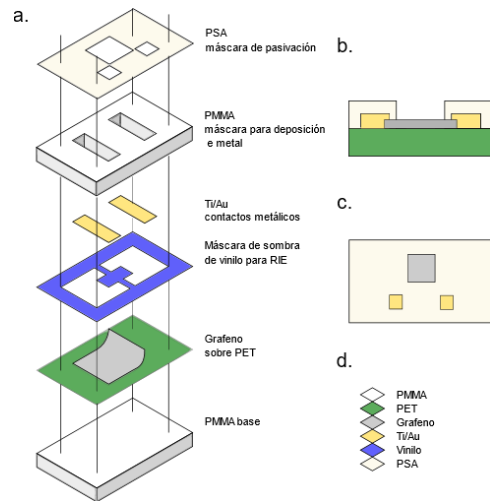 a.
PSA
máscara de pasivación
PMMA
máscara para deposición
e metal
Ti/Au
contactos metálicos
Máscara de sombra
de vinilo para RIE
Grafeno
sobre PET
PMMA base
b.
c.
d.
PMMA
PET
Grafeno
Ti/Au
Vinilo
PSA